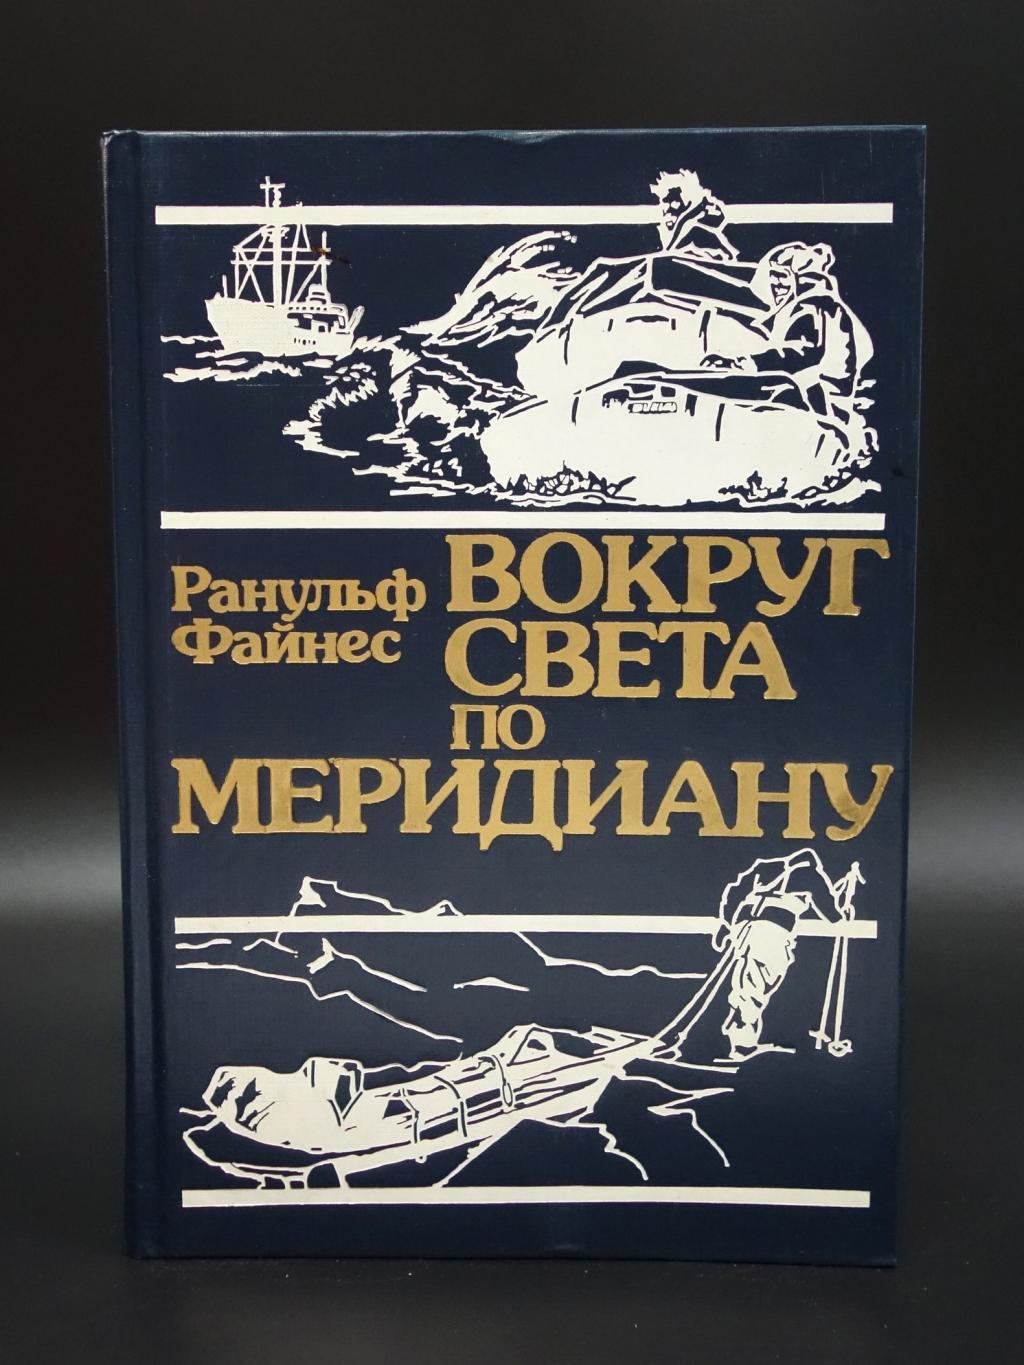 Ранульф
Файнес
ВОКРУГ
СВЕТА
ПО
МЕРИДИАНУ